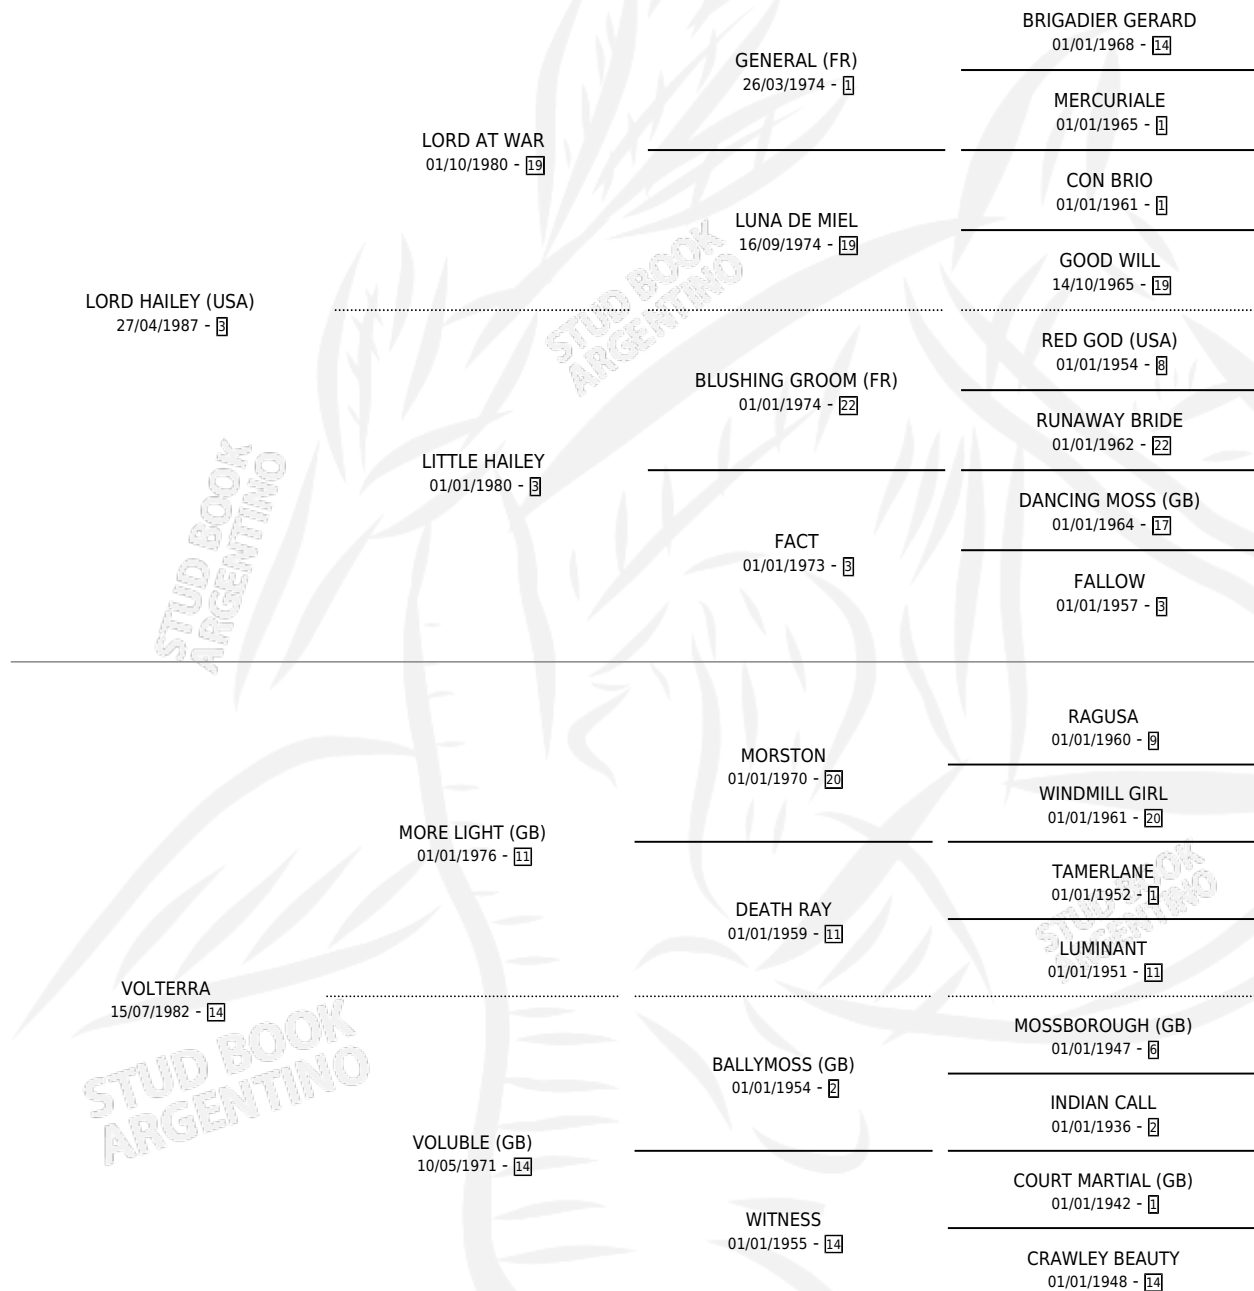 BRIGADIER GERARD
01/01/1968 - 14
GENERAL (FR)
26/03/1974 - 1
MERCURIALE
01/01/1965 - 1
LORD AT WAR
01/10/1980 - 19
CON BRIO
01/01/1961 - 1
LUNA DE MIEL
16/09/1974 - 19
GOOD WILL
14/10/1965 - 19
LORD HAILEY (USA)
27/04/1987 - 3
RED GOD (USA)
01/01/1954 - 8
BLUSHING GROOM (FR)
01/01/1974 - 22
RUNAWAY BRIDE
01/01/1962 - 22
LITTLE HAILEY
01/01/1980 - 3
DANCING MOSS (GB)
01/01/1964 - 17
FACT
01/01/1973 - 3
FALLOW
01/01/1957 - 3
RAGUSA
01/01/1960 - 9
MORSTON
01/01/1970 - 20
WINDMILL GIRL
01/01/1961 - 20
MORE LIGHT (GB)
01/01/1976 - 11
TAMERLANE
01/01/1952 - 1
DEATH RAY
01/01/1959 - 11
LUMINANT
01/01/1951 - 11
VOLTERRA
15/07/1982 - 14
MOSSBOROUGH (GB)
01/01/1947 - 6
BALLYMOSS (GB)
01/01/1954 - 2
INDIAN CALL
01/01/1936 - 2
VOLUBLE (GB)
10/05/1971 - 14
COURT MARTIAL (GB)
01/01/1942 - 1
WITNESS
01/01/1955 - 14
CRAWLEY BEAUTY
01/01/1948 - 14
STUD BOOK
ARGENTINO
STUD BOOK
ARGENTINO
STUD BOOK
ARGENTINO
STUD BOOK
ARGENTINO